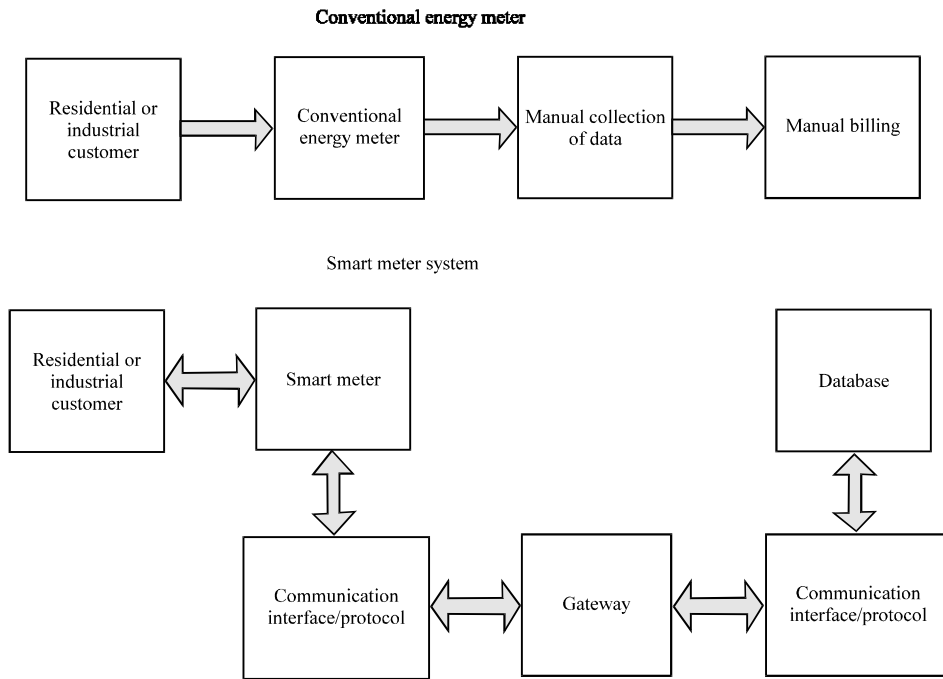 Conventional energy meter
Residential or
industrial
customer
Conventional
energy meter
Manual collection
of data
Manual billing
Smart meter system
Residential or
industrial
customer
Smart meter
Database
Communication
interface/protocol
Gateway
Communication
interface/protocol